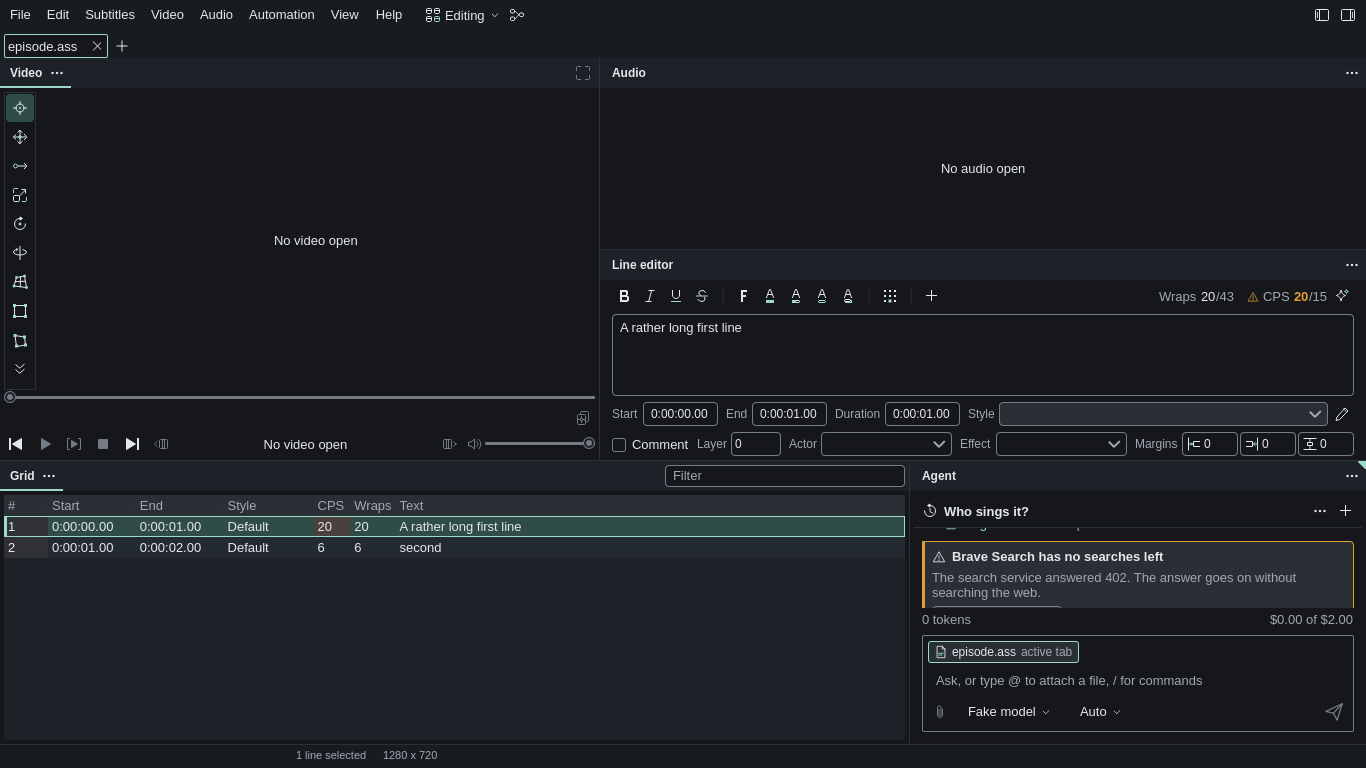 File Edit Subtitles Video Audio Automation View Help Editing
episode.ass
Video
Audio
No video open
No audio open
Line editor
B I U S F A A A A Wraps 20/43 CPS 20/15
A rather long first line
Start 0:00:00.00 End 0:00:01.00 Duration 0:00:01.00 Style
Comment Layer 0 Actor Effect Margins 0 0 0
No video open
Grid Filter
# Start End Style CPS Wraps Text
1 0:00:00.00 0:00:01.00 Default 20 20 A rather long first line
2 0:00:01.00 0:00:02.00 Default 6 6 second
Agent
Who sings it?
Brave Search has no searches left
The search service answered 402. The answer goes on without
searching the web.
0 tokens $0.00 of $2.00
episode.ass active tab
Ask, or type @ to attach a file, / for commands
Fake model Auto
1 line selected 1280 x 720